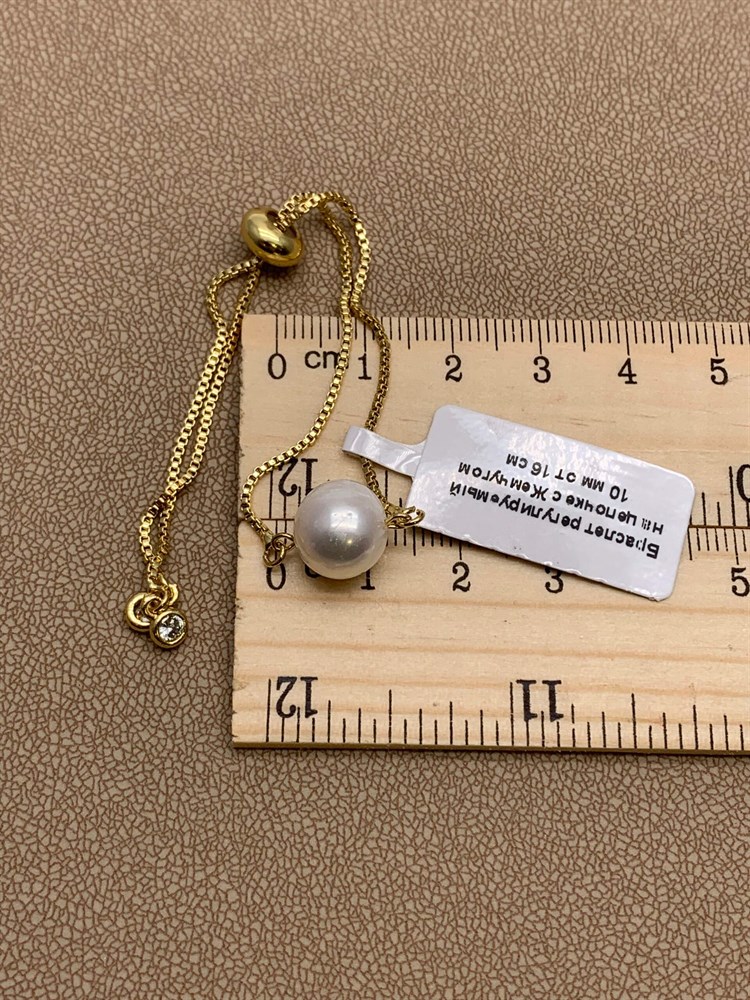 0 cm 1 2 3 4 5
Браслет регулируемый
на цепочке с Жемчугом
10 мм от 16 см
12
0 1 2 3 5
12 11